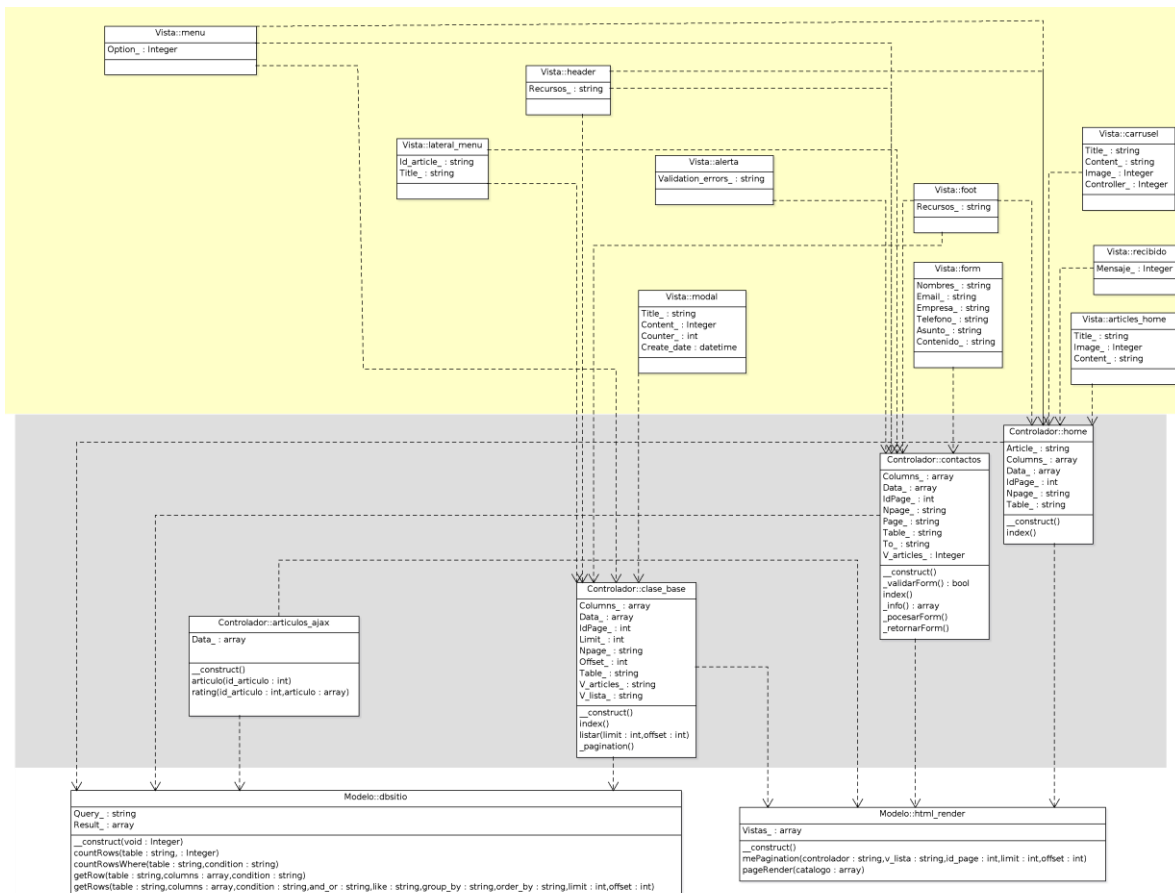 Vista::menu
Option_ : Integer
Vista::header
Recursos_ : string
Vista::lateral_menu
Id_article_ : string
Title_ : string
Vista::alerta
Validation_errors_ : string
Vista::carrusel
Title_ : string
Content_ : string
Image_ : Integer
Controller_ : Integer
Vista::foot
Recursos_ : string
Vista::recibido
Mensaje_ : Integer
Vista::form
Nombres_ : string
Email_ : string
Empresa_ : string
Telefono_ : string
Asunto_ : string
Contenido_ : string
Vista::modal
Title_ : string
Content_ : Integer
Counter_ : int
Create_date : datetime
Vista::articles_home
Title_ : string
Image_ : Integer
Content_ : string
Controlador::home
Article_ : string
Columns_ : array
Data_ : array
IdPage_ : int
Npage_ : string
Table_ : string
__construct()
index()
Controlador::contactos
Columns_ : array
Data_ : array
IdPage_ : int
Npage_ : string
Page_ : string
Table_ : string
To_ : string
V_articles_ : Integer
__construct()
_validarForm() : bool
index()
_info() : array
_pocesarForm()
_retornarForm()
Controlador::clase_base
Columns_ : array
Data_ : array
IdPage_ : int
Limit_ : int
Npage_ : string
Offset_ : int
Table_ : string
V_articles_ : string
V_lista_ : string
__construct()
index()
listar(limit : int,offset : int)
_pagination()
Controlador::articulos_ajax
Data_ : array
__construct()
articulo(id_articulo : int)
rating(id_articulo : int,articulo : array)
Modelo::dbsitio
Query_ : string
Result_ : array
__construct(void : Integer)
countRows(table : string, : Integer)
countRowsWhere(table : string,condition : string)
getRow(table : string,columns : array,condition : string)
getRows(table : string,columns : array,condition : string,and_or : string,like : string,group_by : string,order_by : string,limit : int,offset : int)
Modelo::html_render
Vistas_ : array
__construct()
mePagination(controlador : string,v_lista : string,id_page : int,limit : int,offset : int)
pageRender(catalogo : array)